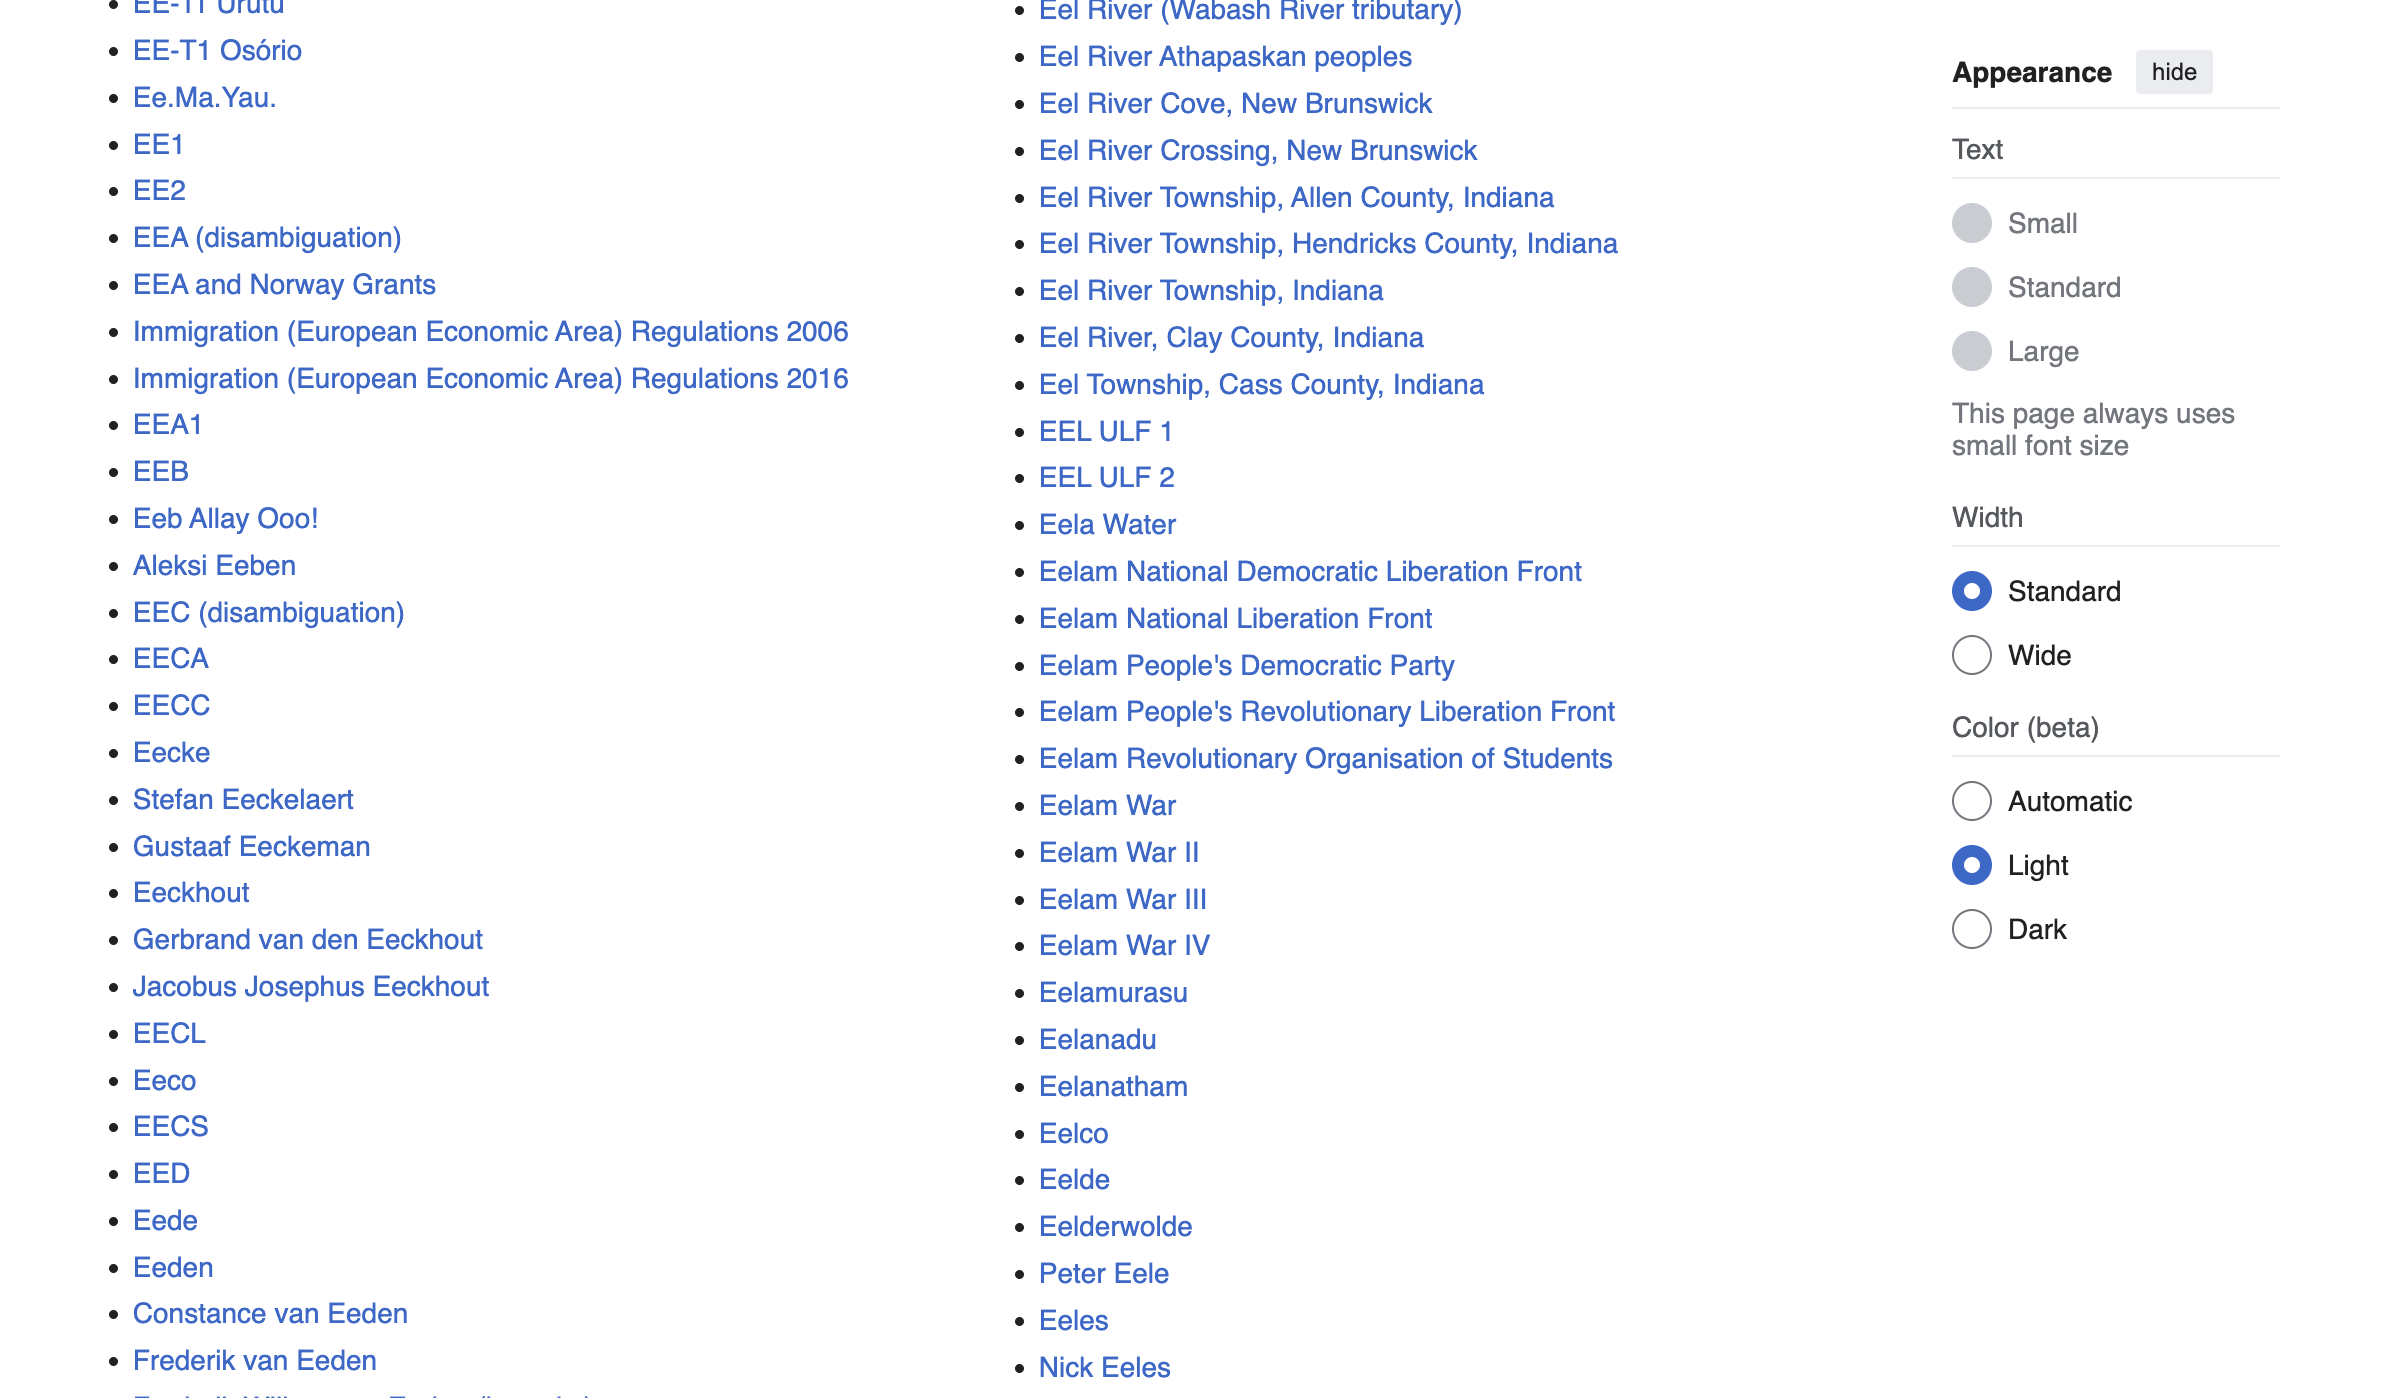 EE-T1 Osório
Ee.Ma.Yau.
EE1
EE2
EEA (disambiguation)
EEA and Norway Grants
Immigration (European Economic Area) Regulations 2006
Immigration (European Economic Area) Regulations 2016
EEA1
EEB
Eeb Allay Ooo!
Aleksi Eeben
EEC (disambiguation)
EECA
EECC
Eecke
Stefan Eeckelaert
Gustaaf Eeckeman
Eeckhout
Gerbrand van den Eeckhout
Jacobus Josephus Eeckhout
EECL
Eeco
EECS
EED
Eede
Eeden
Constance van Eeden
Frederik van Eeden
Eel River (Wabash River tributary)
Eel River Athapaskan peoples
Eel River Cove, New Brunswick
Eel River Crossing, New Brunswick
Eel River Township, Allen County, Indiana
Eel River Township, Hendricks County, Indiana
Eel River Township, Indiana
Eel River, Clay County, Indiana
Eel Township, Cass County, Indiana
EEL ULF 1
EEL ULF 2
Eela Water
Eelam National Democratic Liberation Front
Eelam National Liberation Front
Eelam People's Democratic Party
Eelam People's Revolutionary Liberation Front
Eelam Revolutionary Organisation of Students
Eelam War
Eelam War II
Eelam War III
Eelam War IV
Eelamurasu
Eelanadu
Eelanatham
Eelco
Eelde
Eelderwolde
Peter Eele
Eeles
Nick Eeles
Appearance hide
Text
Small
Standard
Large
This page always uses
small font size
Width
Standard
Wide
Color (beta)
Automatic
Light
Dark